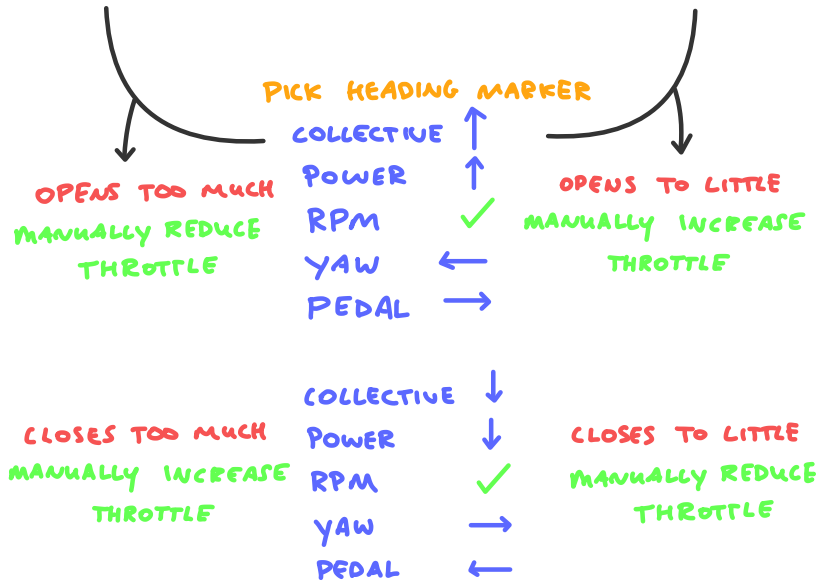 PICK HEADING MARKER
COLLECTIVE ↑
POWER ↑
RPM ✓
YAW ←
PEDAL →
OPENS TOO MUCH
MANUALLY REDUCE
THROTTLE
OPENS TO LITTLE
MANUALLY INCREASE
THROTTLE
COLLECTIVE ↓
POWER ↓
RPM ✓
YAW →
PEDAL ←
CLOSES TOO MUCH
MANUALLY INCREASE
THROTTLE
CLOSES TO LITTLE
MANUALLY REDUCE
THROTTLE